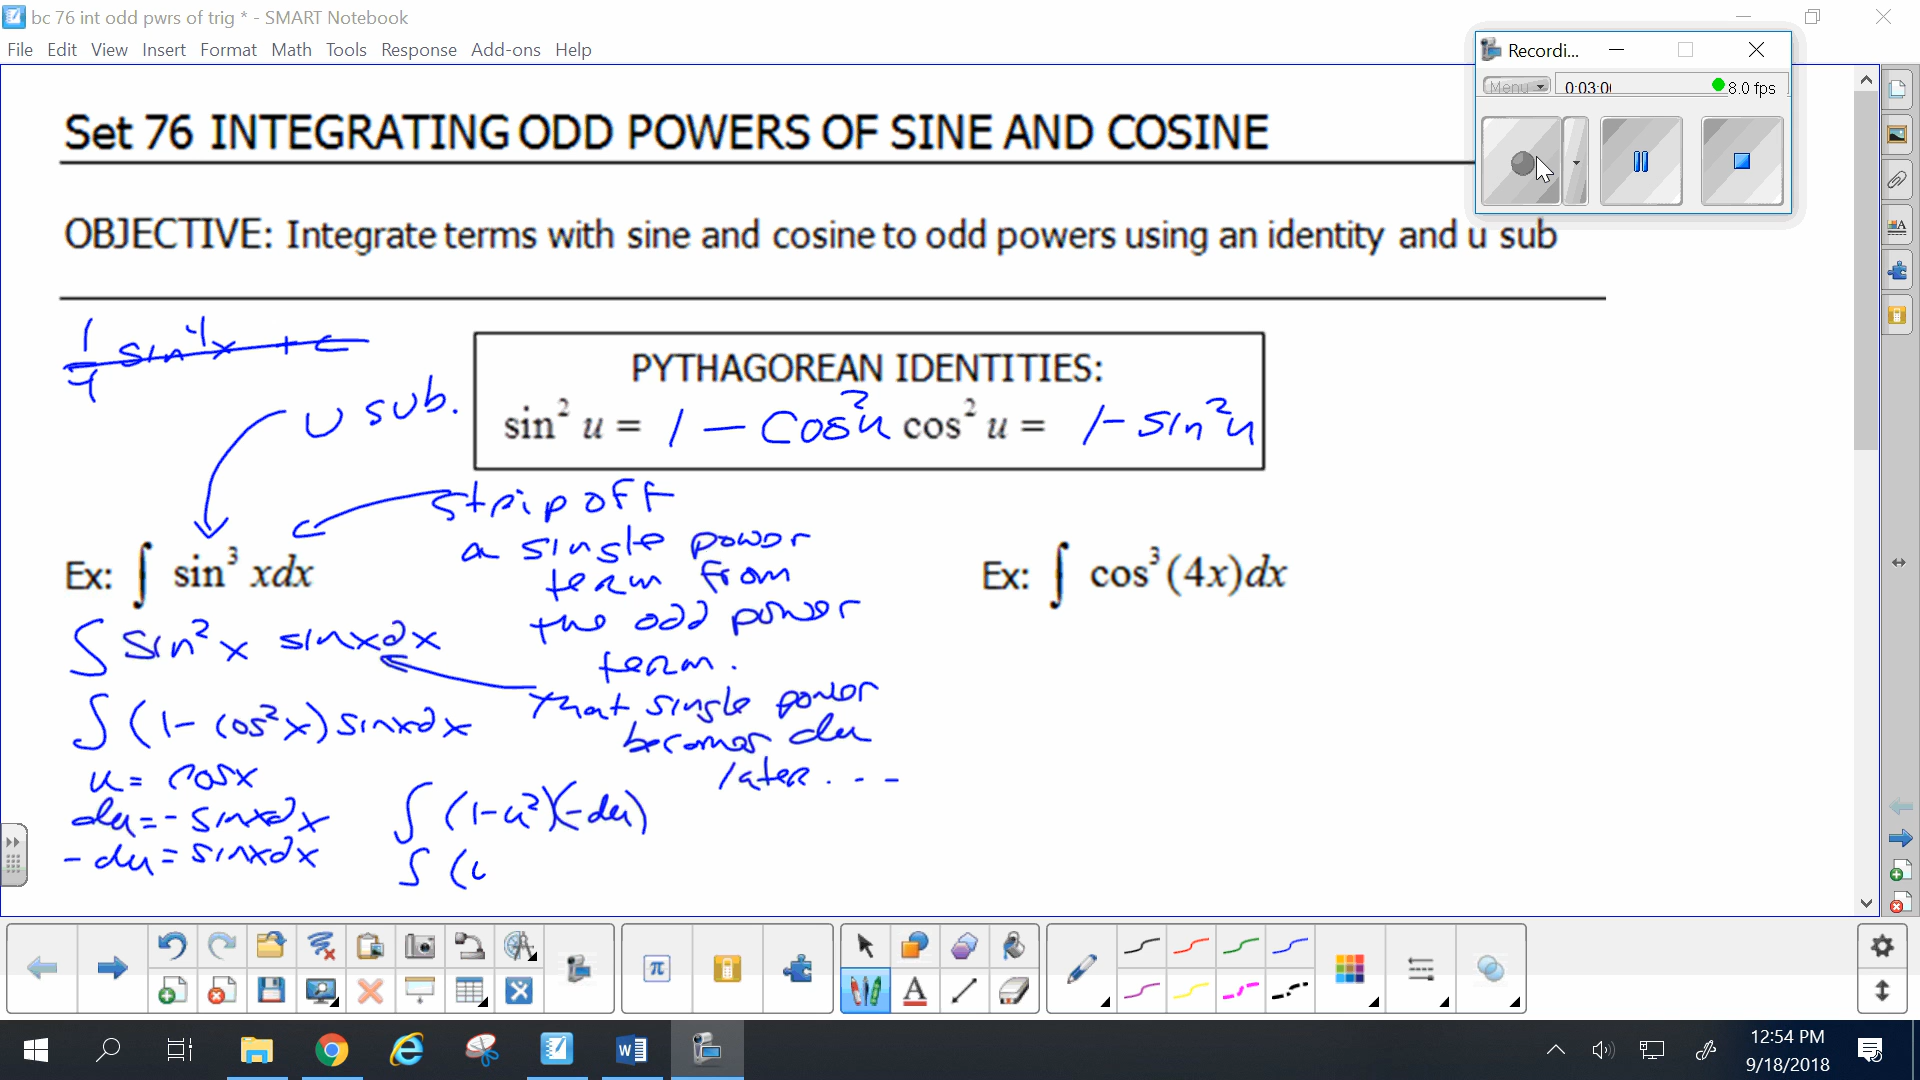 bc 76 int odd pwrs of trig * - SMART Notebook
File Edit View Insert Format Math Tools Response Add-ons Help
Recordi...
Menu 0:03:0 8.0 fps
Set 76 INTEGRATING ODD POWERS OF SINE AND COSINE
OBJECTIVE: Integrate terms with sine and cosine to odd powers using an identity and u sub
1/4 sin⁴x + c
u sub.
PYTHAGOREAN IDENTITIES:
sin² u = 1 - cos²u cos² u = 1 - sin²u
strip off
a single power
term from
the odd power
term.
that single power
becomes du
later...
Ex: ∫ sin³ xdx
∫ sin²x sinxdx
∫ (1 - cos²x) sinxdx
u = cosx
du = - sinxdx
- du = sinxdx
∫ (1-u²)(-du)
∫ (
Ex: ∫ cos³(4x)dx
12:54 PM
9/18/2018